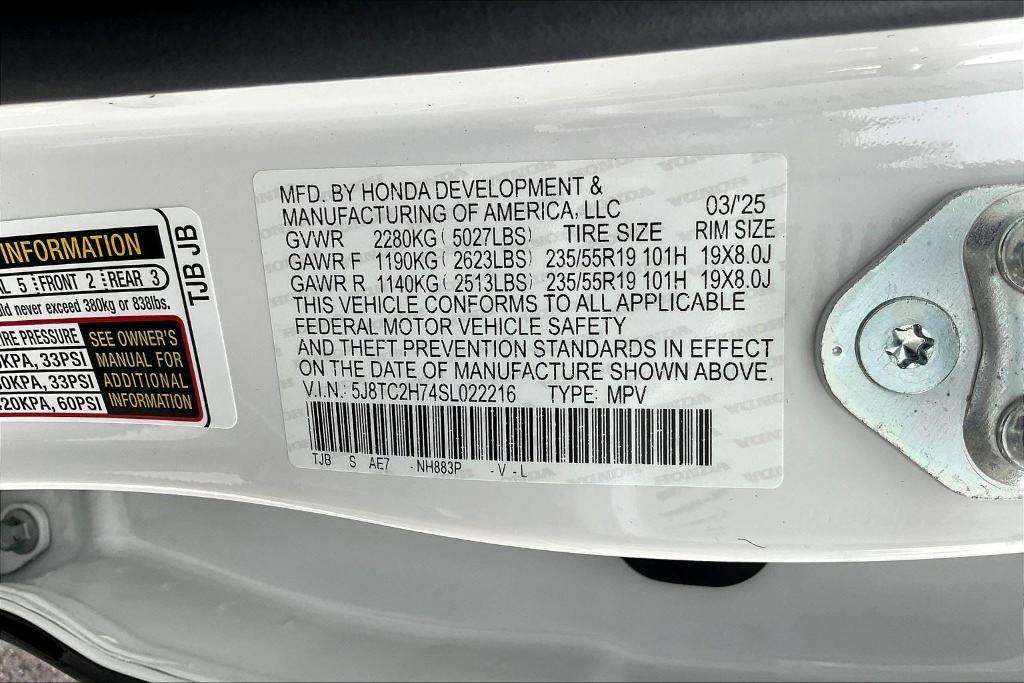 INFORMATION
5 FRONT 2 REAR 3
never exceed 380kg or 838lbs.
PRESSURE
KPA, 33PSI
KPA, 33PSI
20KPA, 60PSI
SEE OWNER'S
MANUAL FOR
ADDITIONAL
INFORMATION
TJB JB
MFD. BY HONDA DEVELOPMENT &
MANUFACTURING OF AMERICA, LLC 03/'25
GVWR 2280KG (5027LBS) TIRE SIZE RIM SIZE
GAWR F 1190KG (2623LBS) 235/55R19 101H 19X8.0J
GAWR R 1140KG (2513LBS) 235/55R19 101H 19X8.0J
THIS VEHICLE CONFORMS TO ALL APPLICABLE
FEDERAL MOTOR VEHICLE SAFETY
AND THEFT PREVENTION STANDARDS IN EFFECT
ON THE DATE OF MANUFACTURE SHOWN ABOVE.
V.I.N.: 5J8TC2H74SL022216 TYPE: MPV
TJB S AE7 -NH883P -V-L